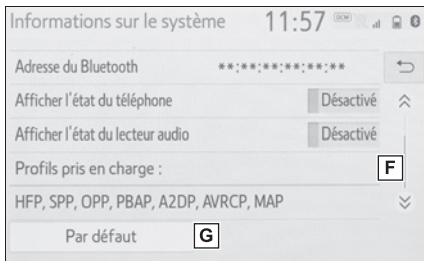 Informations sur le système 11:57 DCM
Adresse du Bluetooth **:**:**:**:**:**
Afficher l'état du téléphone Désactivé
Afficher l'état du lecteur audio Désactivé
Profils pris en charge :
F
HFP, SPP, OPP, PBAP, A2DP, AVRCP, MAP
Par défaut G